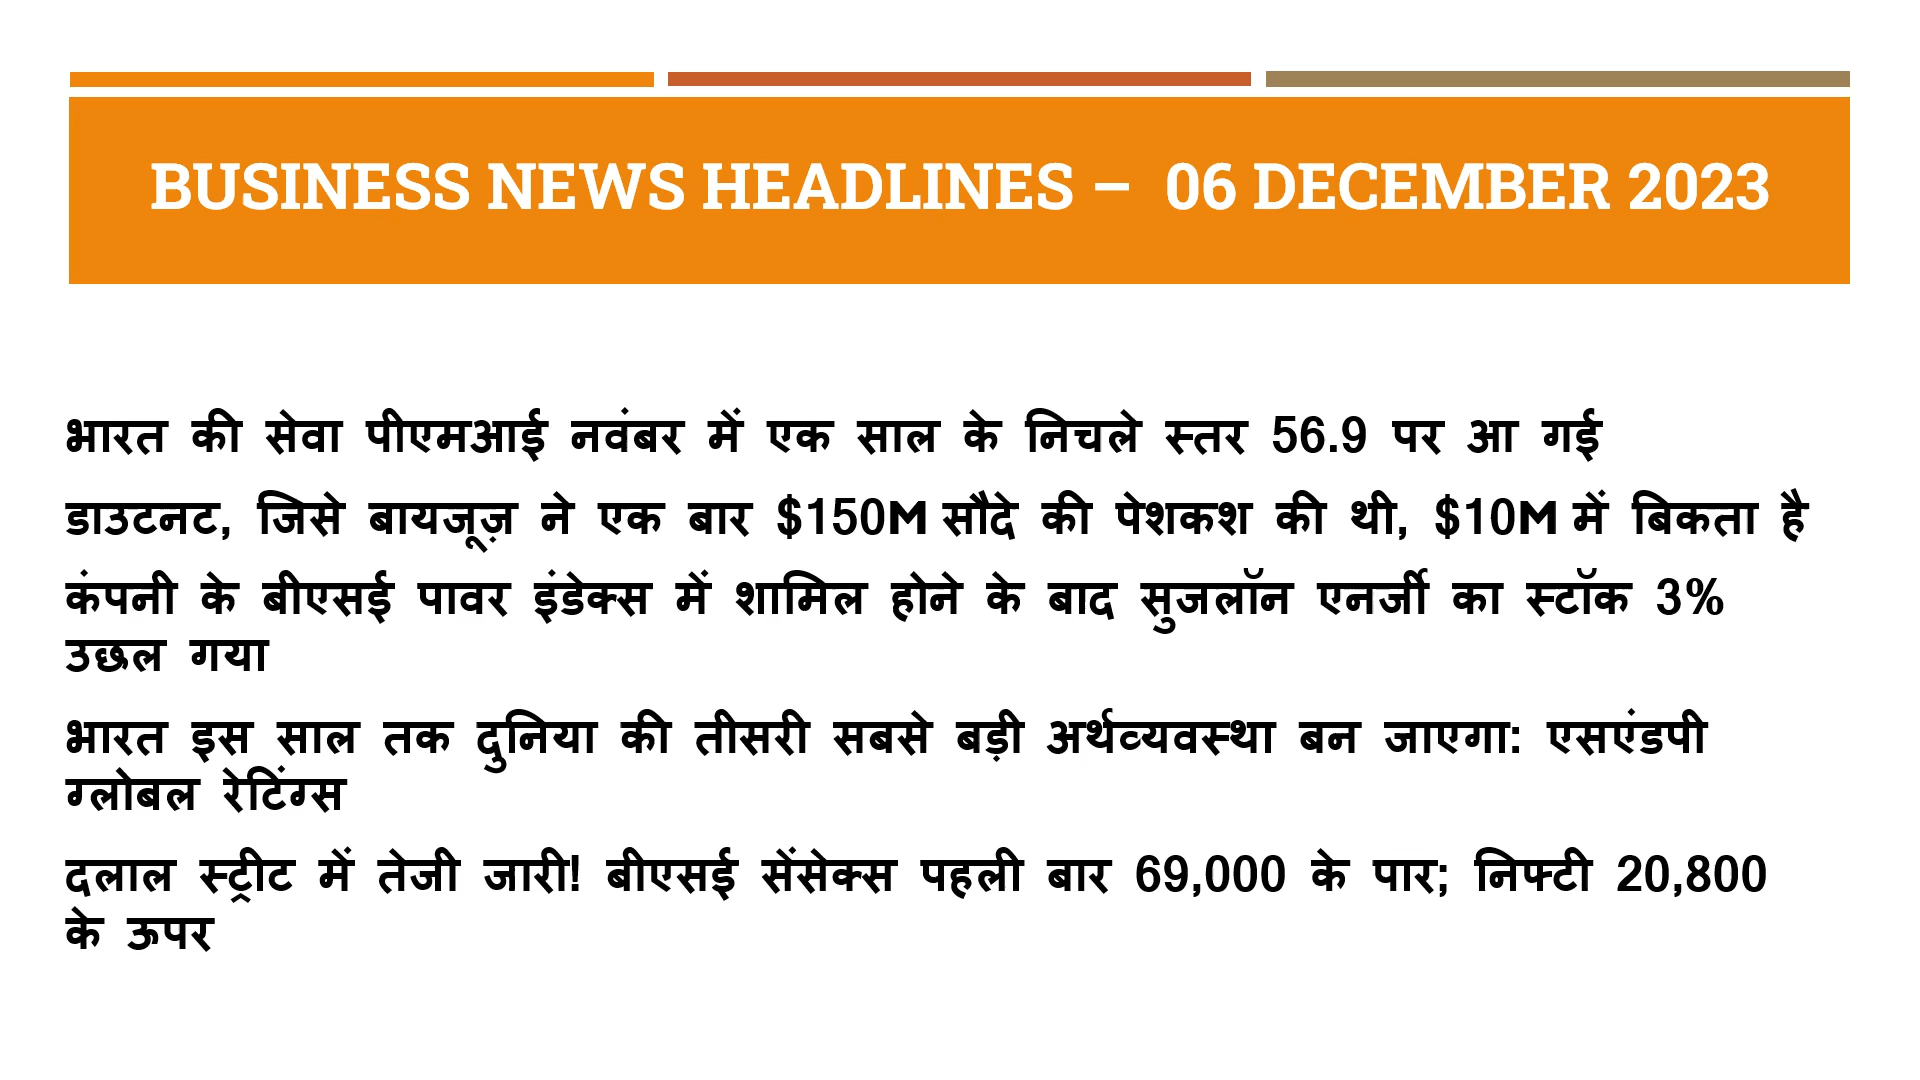 BUSINESS NEWS HEADLINES – 06 DECEMBER 2023
भारत की सेवा पीएमआई नवंबर में एक साल के निचले स्तर 56.9 पर आ गई
डाउटनट, जिसे बायजूज़ ने एक बार $150M सौदे की पेशकश की थी, $10M में बिकता है
कंपनी के बीएसई पावर इंडेक्स में शामिल होने के बाद सुजलॉन एनर्जी का स्टॉक 3%
उछल गया
भारत इस साल तक दुनिया की तीसरी सबसे बड़ी अर्थव्यवस्था बन जाएगा: एसएंडपी
ग्लोबल रेटिंग्स
दलाल स्ट्रीट में तेजी जारी! बीएसई सेंसेक्स पहली बार 69,000 के पार; निफ्टी 20,800
के ऊपर